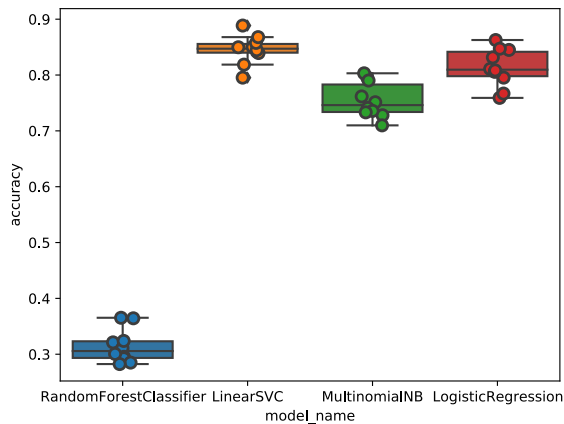 0.9
0.8
0.7
0.6
0.5
0.4
0.3
accuracy
RandomForestClassifier LinearSVC MultinomialNB LogisticRegression
model_name